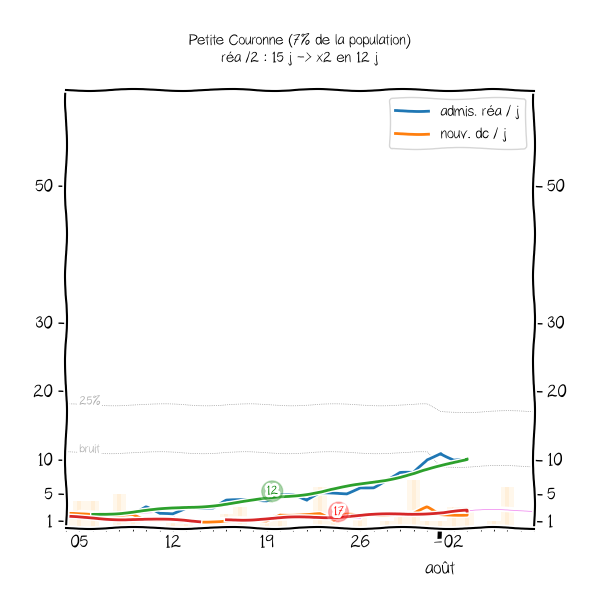 Petite Couronne (7% de la population)
réa /2 : 15 j -> x2 en 12 j
admis. réa / j
nouv. dc / j
50 50
30 30
20 20
25%
bruit
10 10
5 5
12
17
1 1
05 12 19 26 02
août